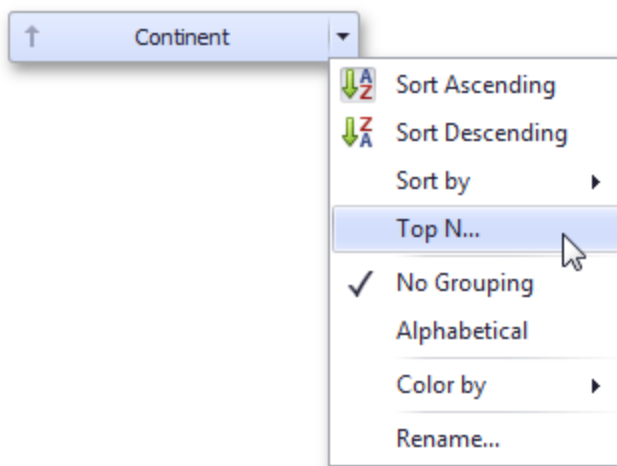 Continent
Sort Ascending
Sort Descending
Sort by
Top N...
No Grouping
Alphabetical
Color by
Rename...